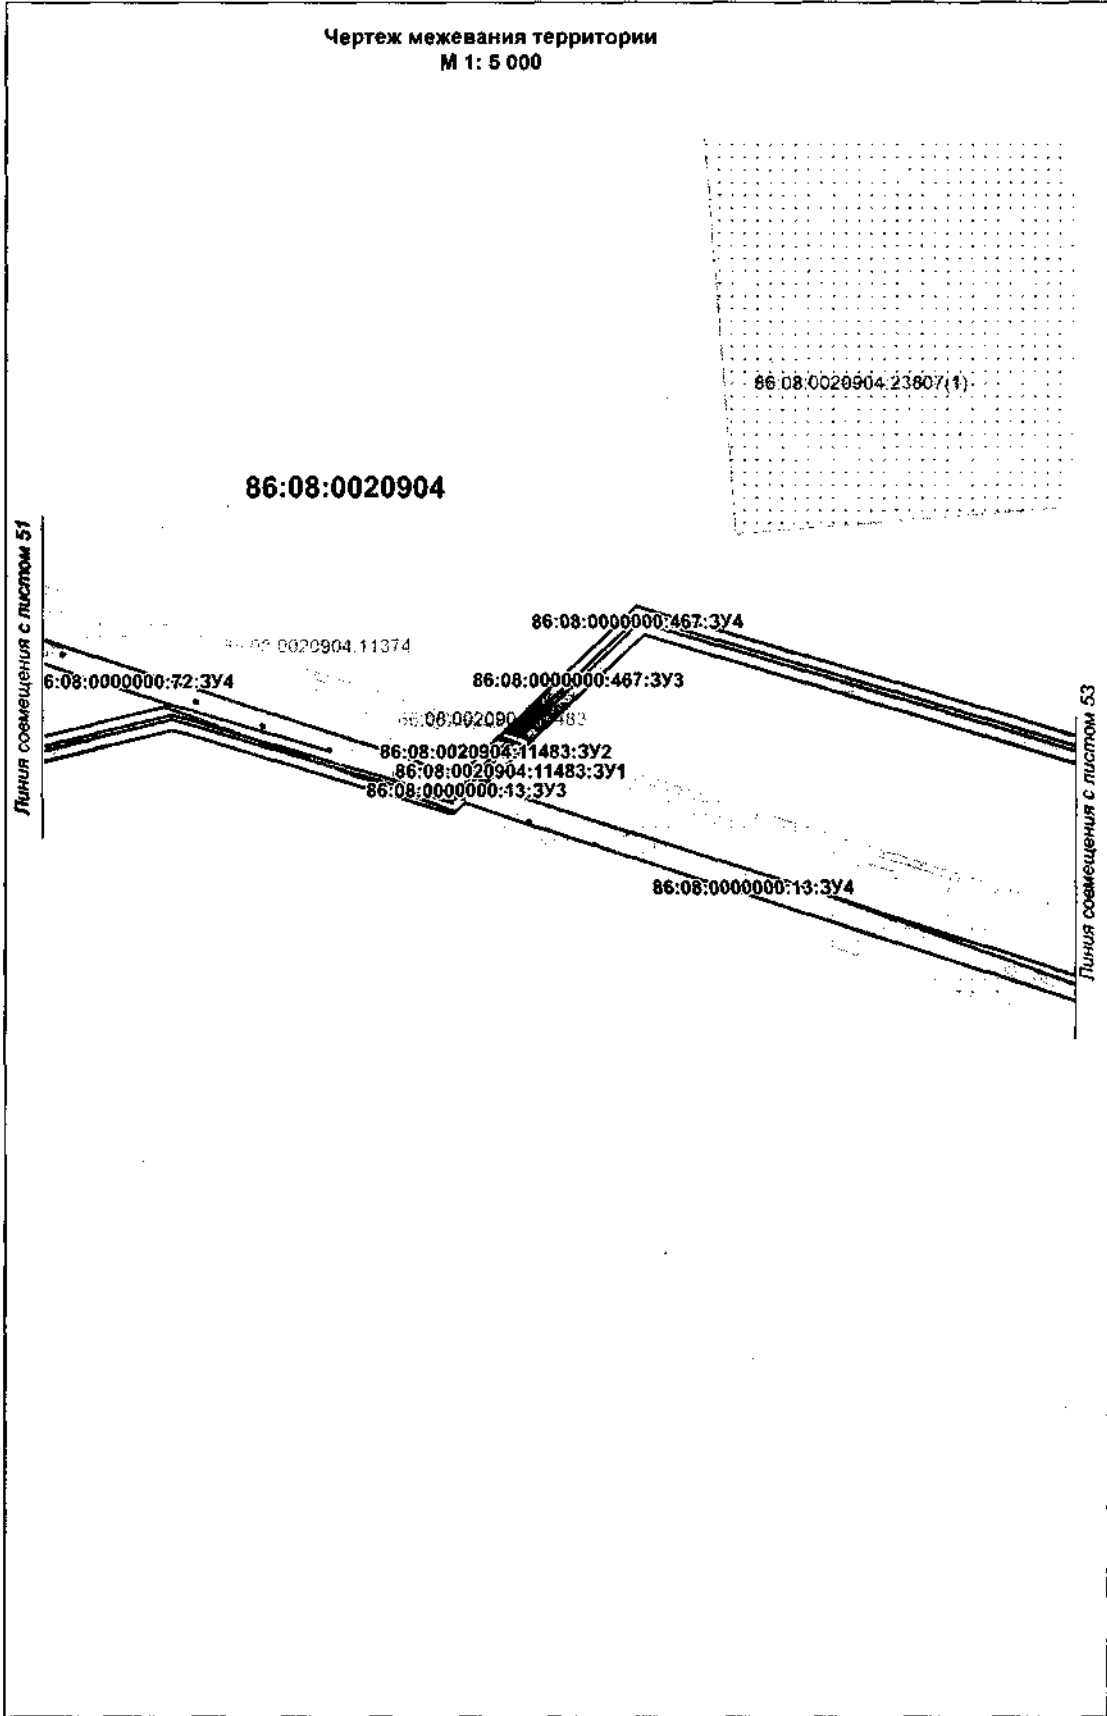 Чертеж межевания территории
М 1: 5 000
86:08:0020904:23807(1)
86:08:0020904
Линия совмещения с листом 51
86:08:0000000:467:ЗУ4
0020904:11374
6:08:0000000:72:ЗУ4
86:08:0000000:467:ЗУ3
86:08:0020904:11483:ЗУ2
86:08:0020904:11483:ЗУ1
86:08:0000000:13:ЗУ3
86:08:0000000:13:ЗУ4
Линия совмещения с листом 53